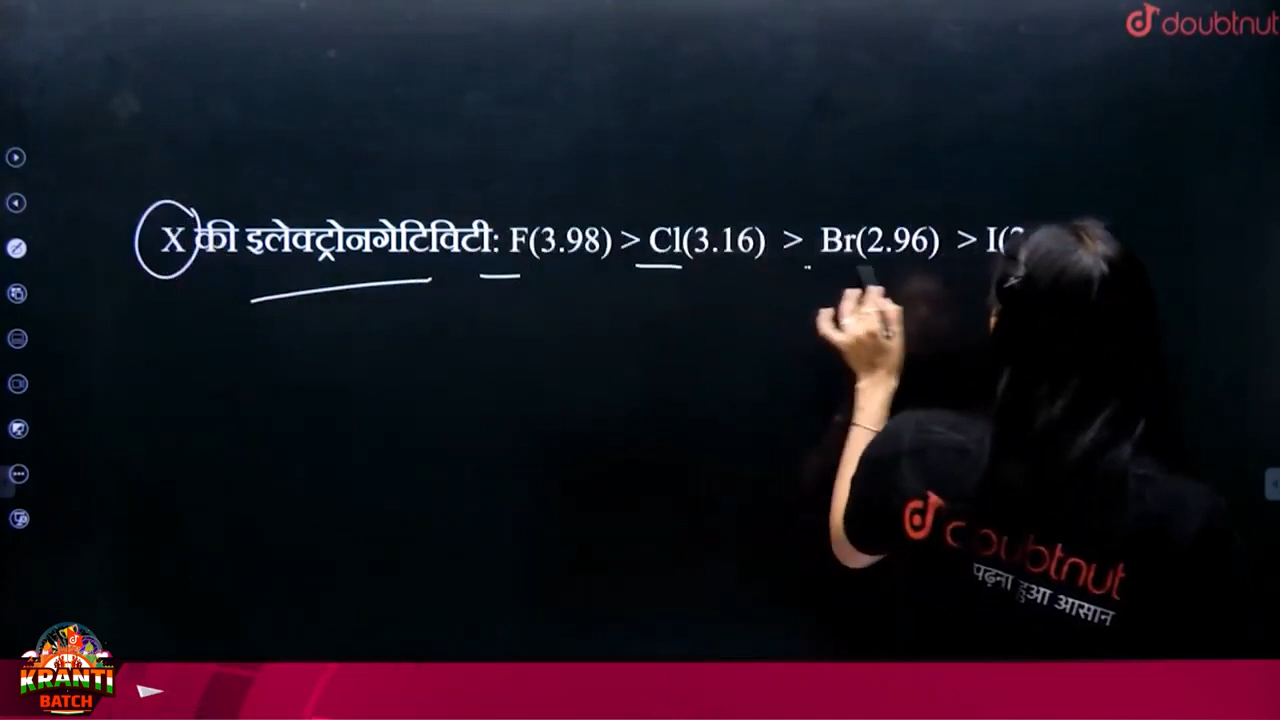 doubtnut
X की इलेक्ट्रोनगेटिविटी: F(3.98) > Cl(3.16) > Br(2.96) > I(
doubtnut
पढ़ना हुआ आसान
KRANTI
BATCH